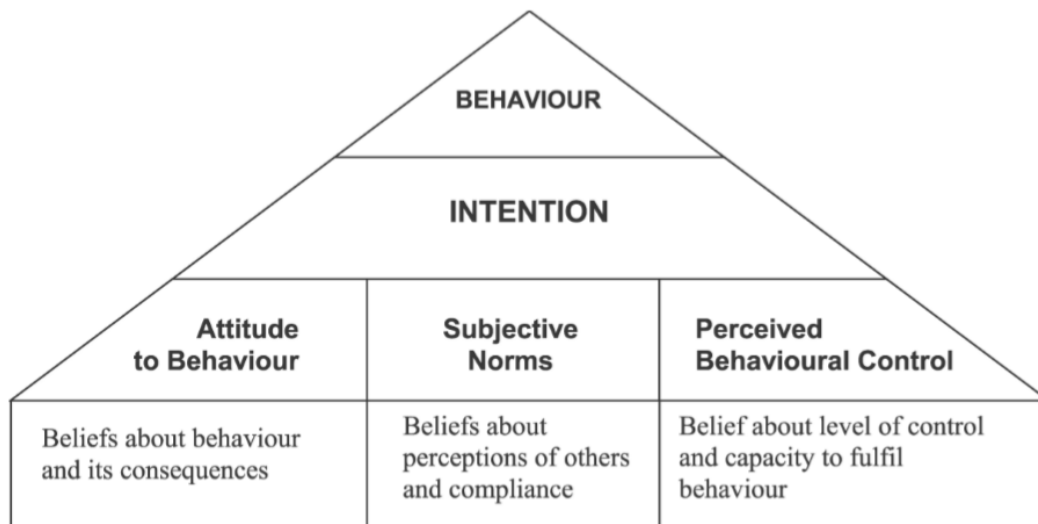 BEHAVIOUR
INTENTION
Attitude
to Behaviour
Subjective
Norms
Perceived
Behavioural Control
Beliefs about behaviour
and its consequences
Beliefs about
perceptions of others
and compliance
Belief about level of control
and capacity to fulfil
behaviour